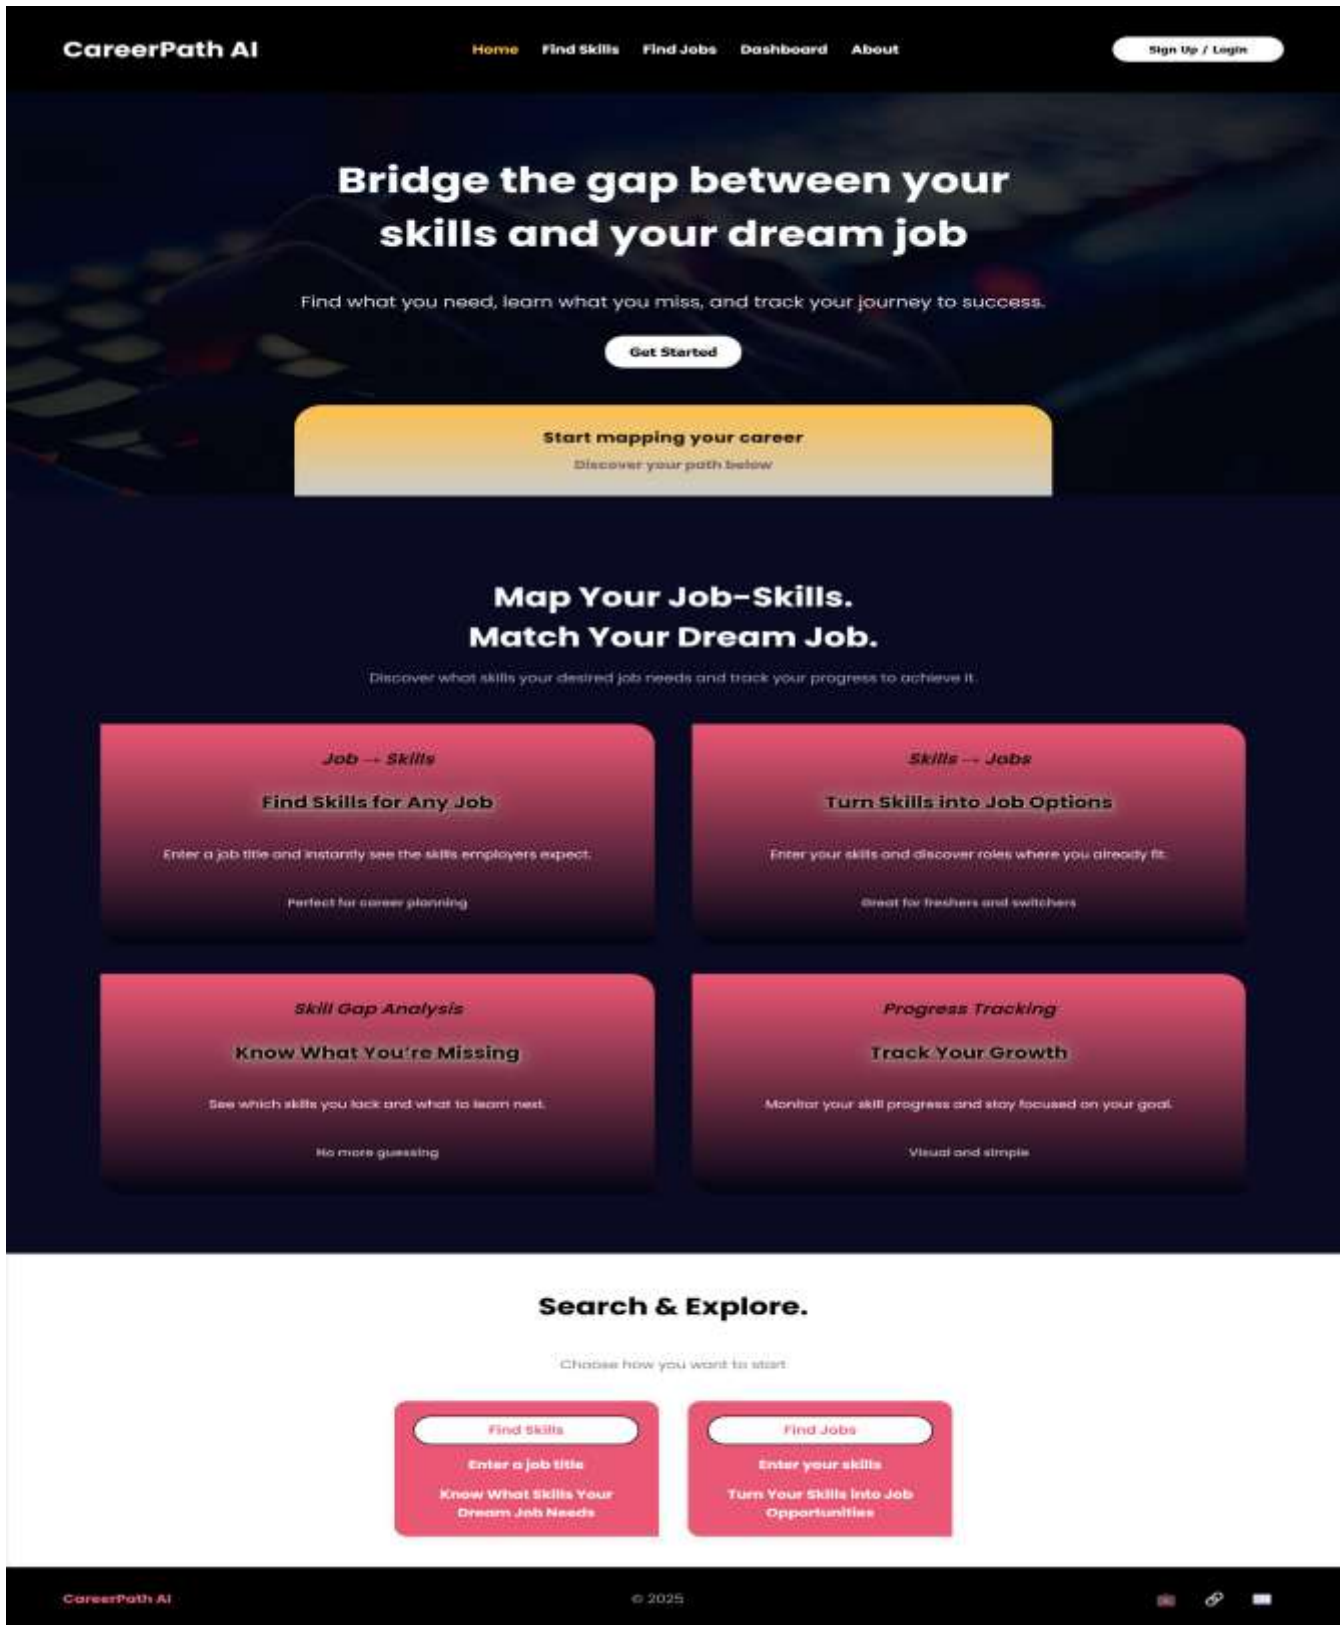 CareerPath AI
Home Find Skills Find Jobs Dashboard About
Sign Up / Login
Bridge the gap between your
skills and your dream job
Find what you need, learn what you miss, and track your journey to success.
Get Started
Start mapping your career
Discover your path below
Map Your Job-Skills.
Match Your Dream Job.
Discover what skills your desired job needs and track your progress to achieve it.
Job → Skills
Find Skills for Any Job
Enter a job title and instantly see the skills employers expect.
Perfect for career planning
Skills → Jobs
Turn Skills into Job Options
Enter your skills and discover roles where you already fit.
Great for freshers and switchers
Skill Gap Analysis
Know What You're Missing
See which skills you lack and what to learn next.
No more guessing
Progress Tracking
Track Your Growth
Monitor your skill progress and stay focused on your goal.
Visual and simple
Search & Explore.
Choose how you want to start
Find Skills
Enter a job title
Know What Skills Your
Dream Job Needs
Find Jobs
Enter your skills
Turn Your Skills into Job
Opportunities
CareerPath AI
© 2025